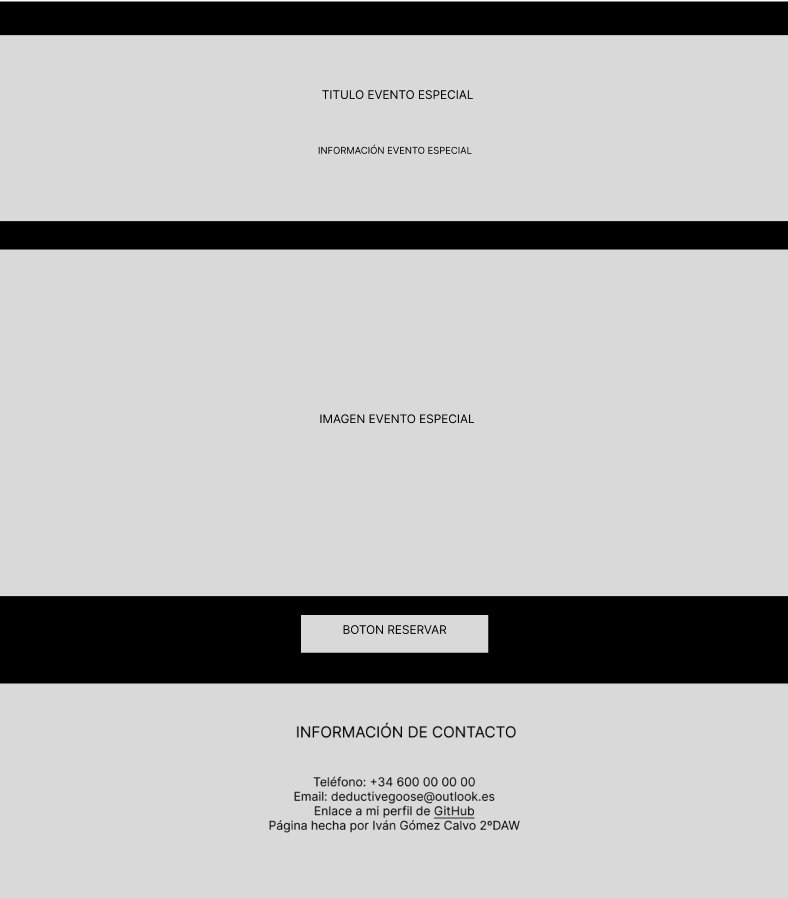 TITULO EVENTO ESPECIAL
INFORMACIÓN EVENTO ESPECIAL
IMAGEN EVENTO ESPECIAL
BOTON RESERVAR
INFORMACIÓN DE CONTACTO
Teléfono: +34 600 00 00 00
Email: deductivegoose@outlook.es
Enlace a mi perfil de GitHub
Página hecha por Iván Gómez Calvo 2ºDAW